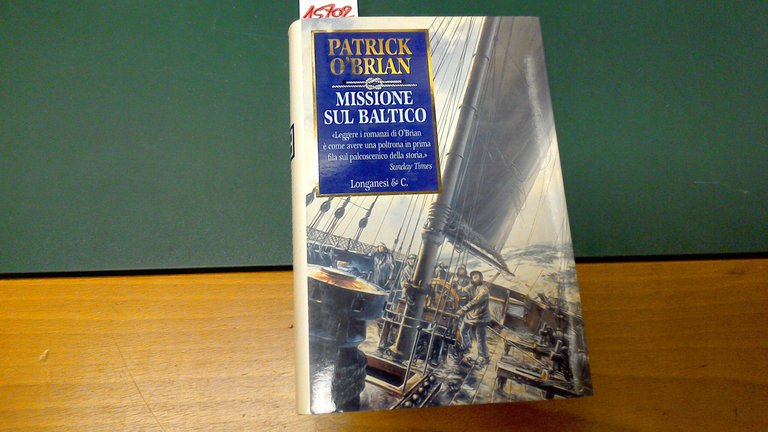 15702
PATRICK
O'BRIAN
MISSIONE
SUL BALTICO
«Leggere i romanzi di O'Brian
è come avere una poltrona in prima
fila sul palcoscenico della storia.»
Sunday Times
Longanesi & C.